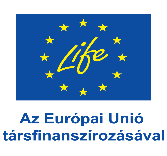 Life
Az Európai Unió
társfinanszírozásával